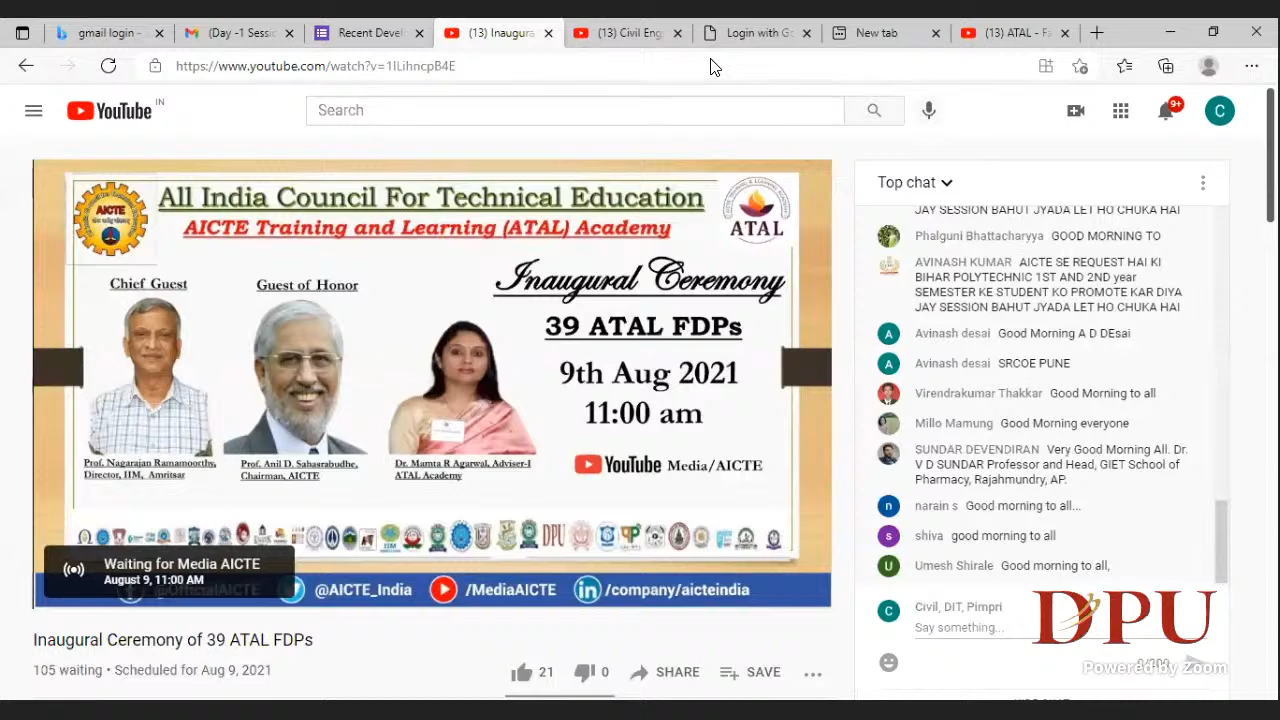 gmail login -
(Day -1 Sessi
Recent Devel
(13) Inaugura
(13) Civil Eng
Login with Go
New tab
(13) ATAL - Fa
https://www.youtube.com/watch?v=1ILihncpB4E
YouTube IN
Search
9+
C
All India Council For Technical Education
AICTE Training and Learning (ATAL) Academy
AICTE
ATAL
Inaugural Ceremony
39 ATAL FDPs
9th Aug 2021
11:00 am
YouTube Media/AICTE
Chief Guest
Guest of Honor
Prof. Nagarajan Ramamoorthy,
Director, IIM, Amritsar
Prof. Anil D. Sahasrabudhe,
Chairman, AICTE
Dr. Mamta R Agarwal, Adviser-I
ATAL Academy
DPU
Waiting for Media AICTE
August 9, 11:00 AM
@AICTE_India
/MediaAICTE
/company/aicteindia
Inaugural Ceremony of 39 ATAL FDPs
105 waiting • Scheduled for Aug 9, 2021
21
0
SHARE
SAVE
Top chat
JAY SESSION BAHUT JYADA LET HO CHUKA HAI
Phalguni Bhattacharyya GOOD MORNING TO
AVINASH KUMAR AICTE SE REQUEST HAI KI
BIHAR POLYTECHNIC 1ST AND 2ND year
SEMESTER KE STUDENT KO PROMOTE KAR DIYA
JAY SESSION BAHUT JYADA LET HO CHUKA HAI
A Avinash desai Good Morning A D DEsai
A Avinash desai SRCOE PUNE
Virendrakumar Thakkar Good Morning to all
Millo Mamung Good Morning everyone
SUNDAR DEVENDIRAN Very Good Morning All. Dr.
V D SUNDAR Professor and Head, GIET School of
Pharmacy, Rajahmundry, AP.
n narain s Good morning to all...
s shiva good morning to all
U Umesh Shirale Good morning to all,
C Civil, DIT, Pimpri
Say something...
DPU
Powered by Zoom